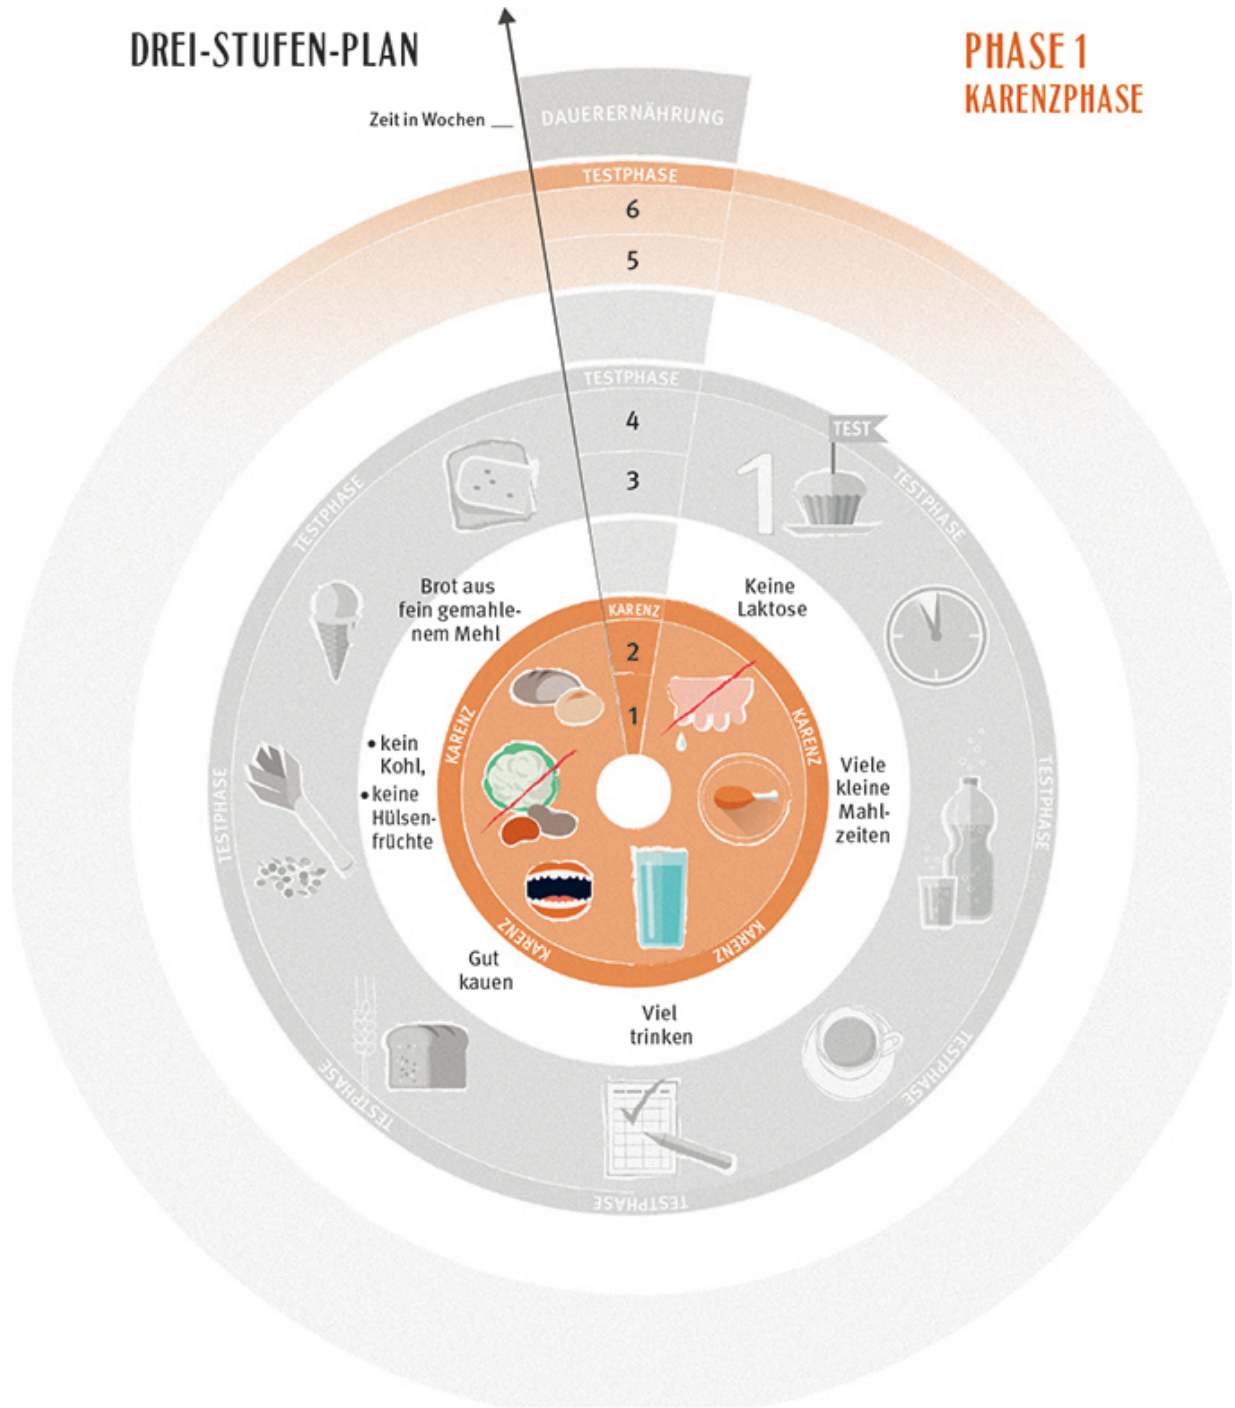 DREI-STUFEN-PLAN
PHASE 1
KARENZPHASE
Zeit in Wochen
DAUERERNÄHRUNG
TESTPHASE
6
5
TESTPHASE
4
3
TEST
1
TESTPHASE
TESTPHASE
Brot aus
fein gemahle-
nem Mehl
Keine
Laktose
KARENZ
2
1
KARENZ
KARENZ
• kein
Kohl,
• keine
Hülsen-
früchte
Viele
kleine
Mahl-
zeiten
TESTPHASE
TESTPHASE
KARENZ
KARENZ
Gut
kauen
Viel
trinken
TESTPHASE
TESTPHASE
TESTPHASE